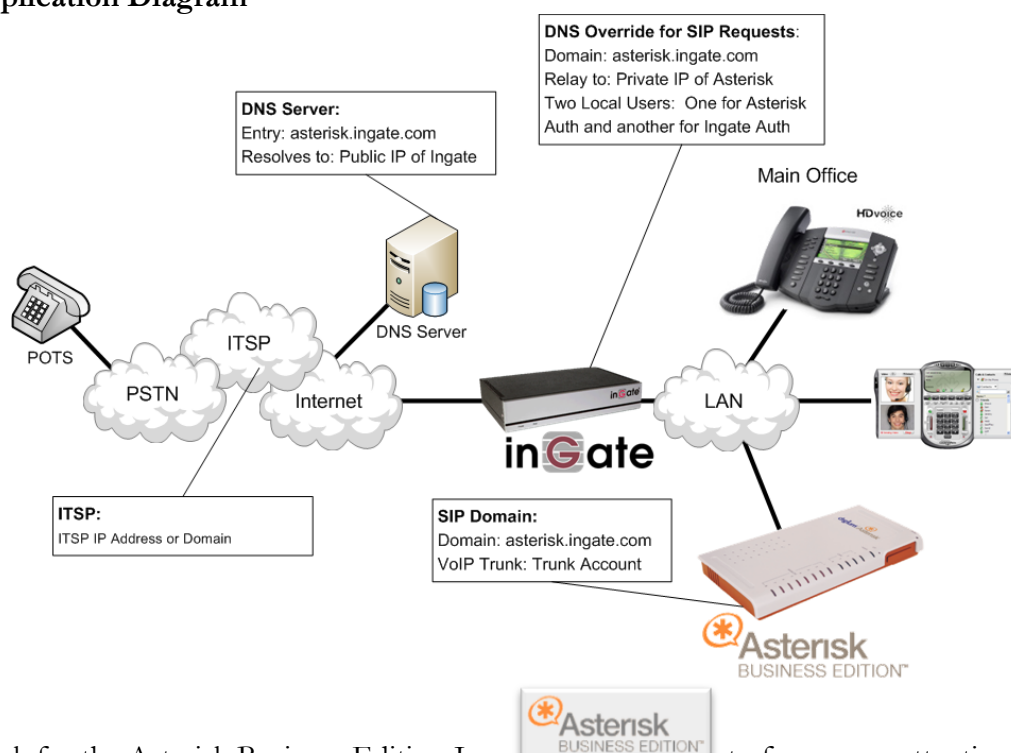 plication Diagram
DNS Override for SIP Requests:
Domain: asterisk.ingate.com
Relay to: Private IP of Asterisk
Two Local Users: One for Asterisk
Auth and another for Ingate Auth
DNS Server:
Entry: asterisk.ingate.com
Resolves to: Public IP of Ingate
Main Office
HDvoice
DNS Server
POTS
ITSP
PSTN
Internet
inGate
LAN
inGate
ITSP:
ITSP IP Address or Domain
SIP Domain:
Domain: asterisk.ingate.com
VoIP Trunk: Trunk Account
Asterisk
BUSINESS EDITION™
Asterisk
BUSINESS EDITION™